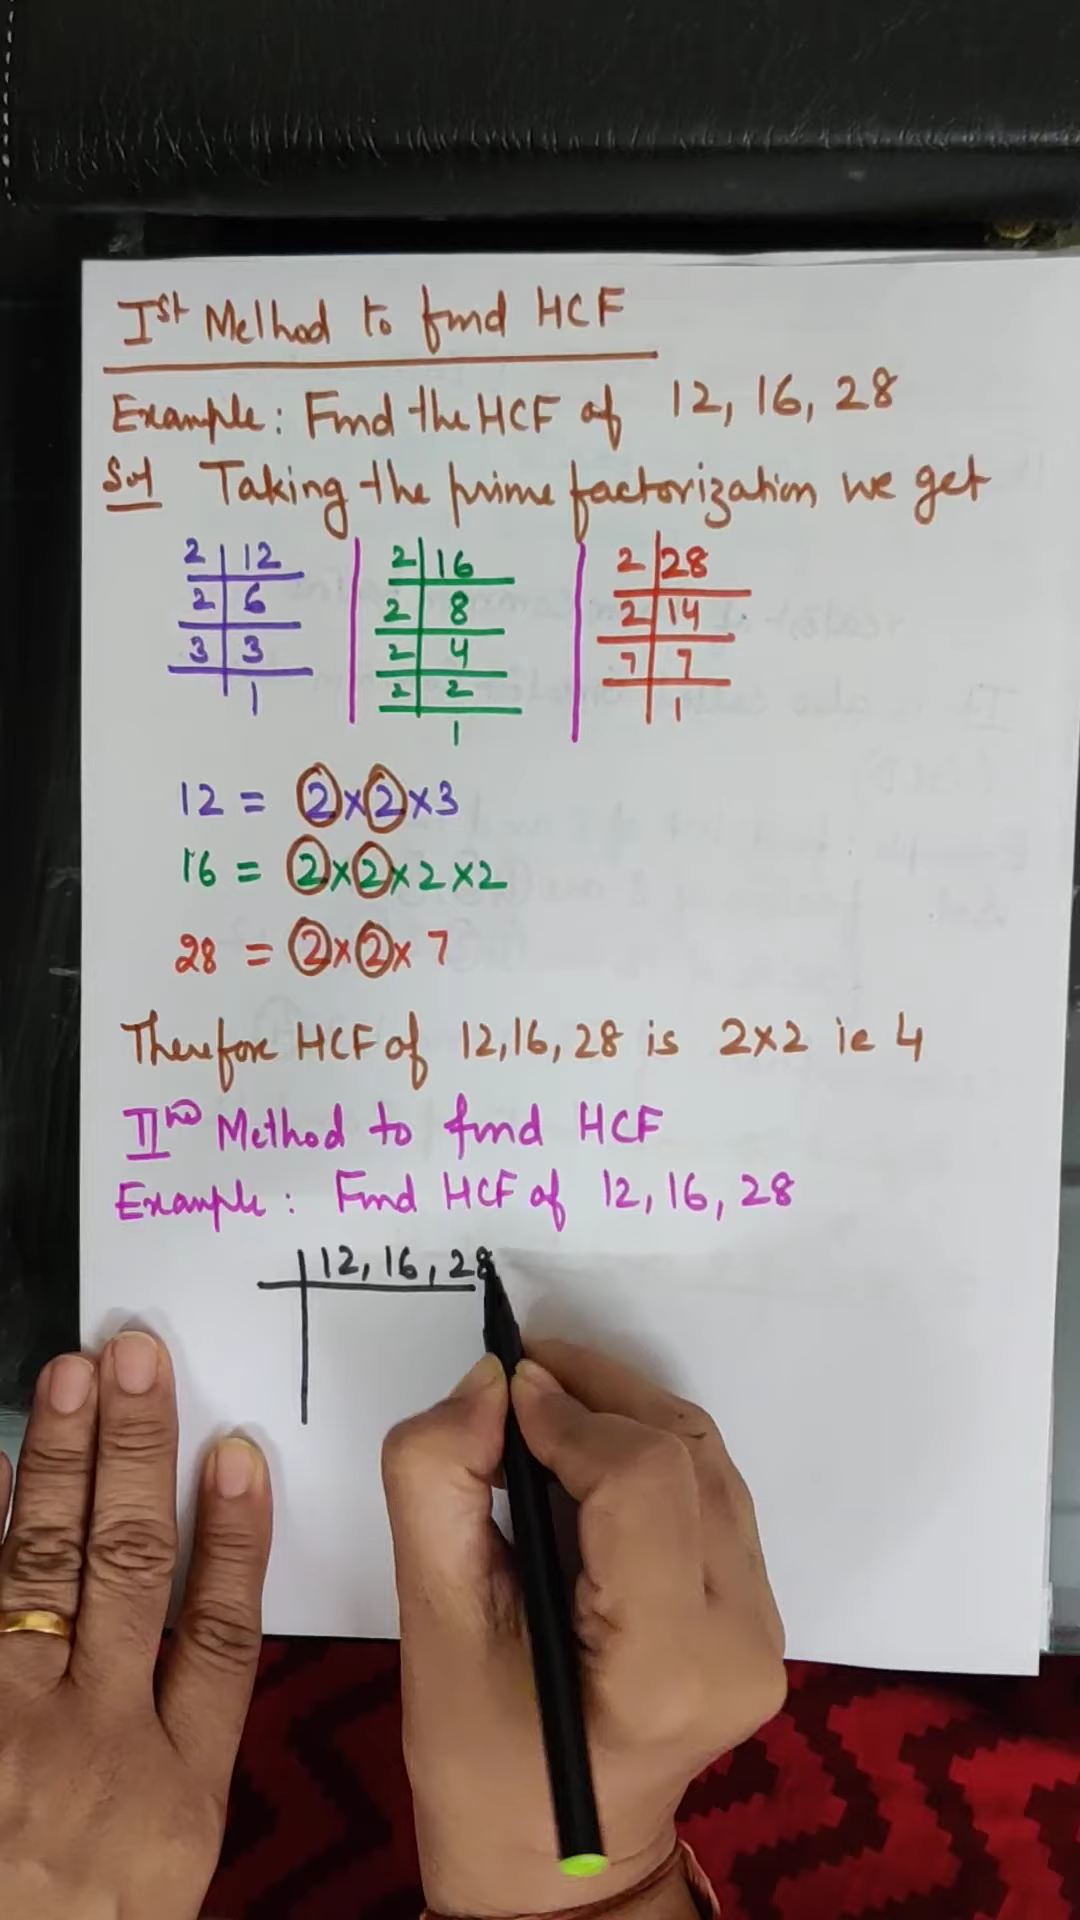 Ist Method to find HCF
Example: Find the HCF of 12, 16, 28
Sol Taking the prime factorization we get
2 | 12  2 | 16  2 | 28
2 | 6  2 | 8  2 | 14
3 | 3  2 | 4  7 | 7
1  2 | 2  1
1
12 = 2×2×3
16 = 2×2×2×2
28 = 2×2×7
Therefore HCF of 12,16,28 is 2×2 ie 4
IInd Method to find HCF
Example: Find HCF of 12, 16, 28
12, 16, 28